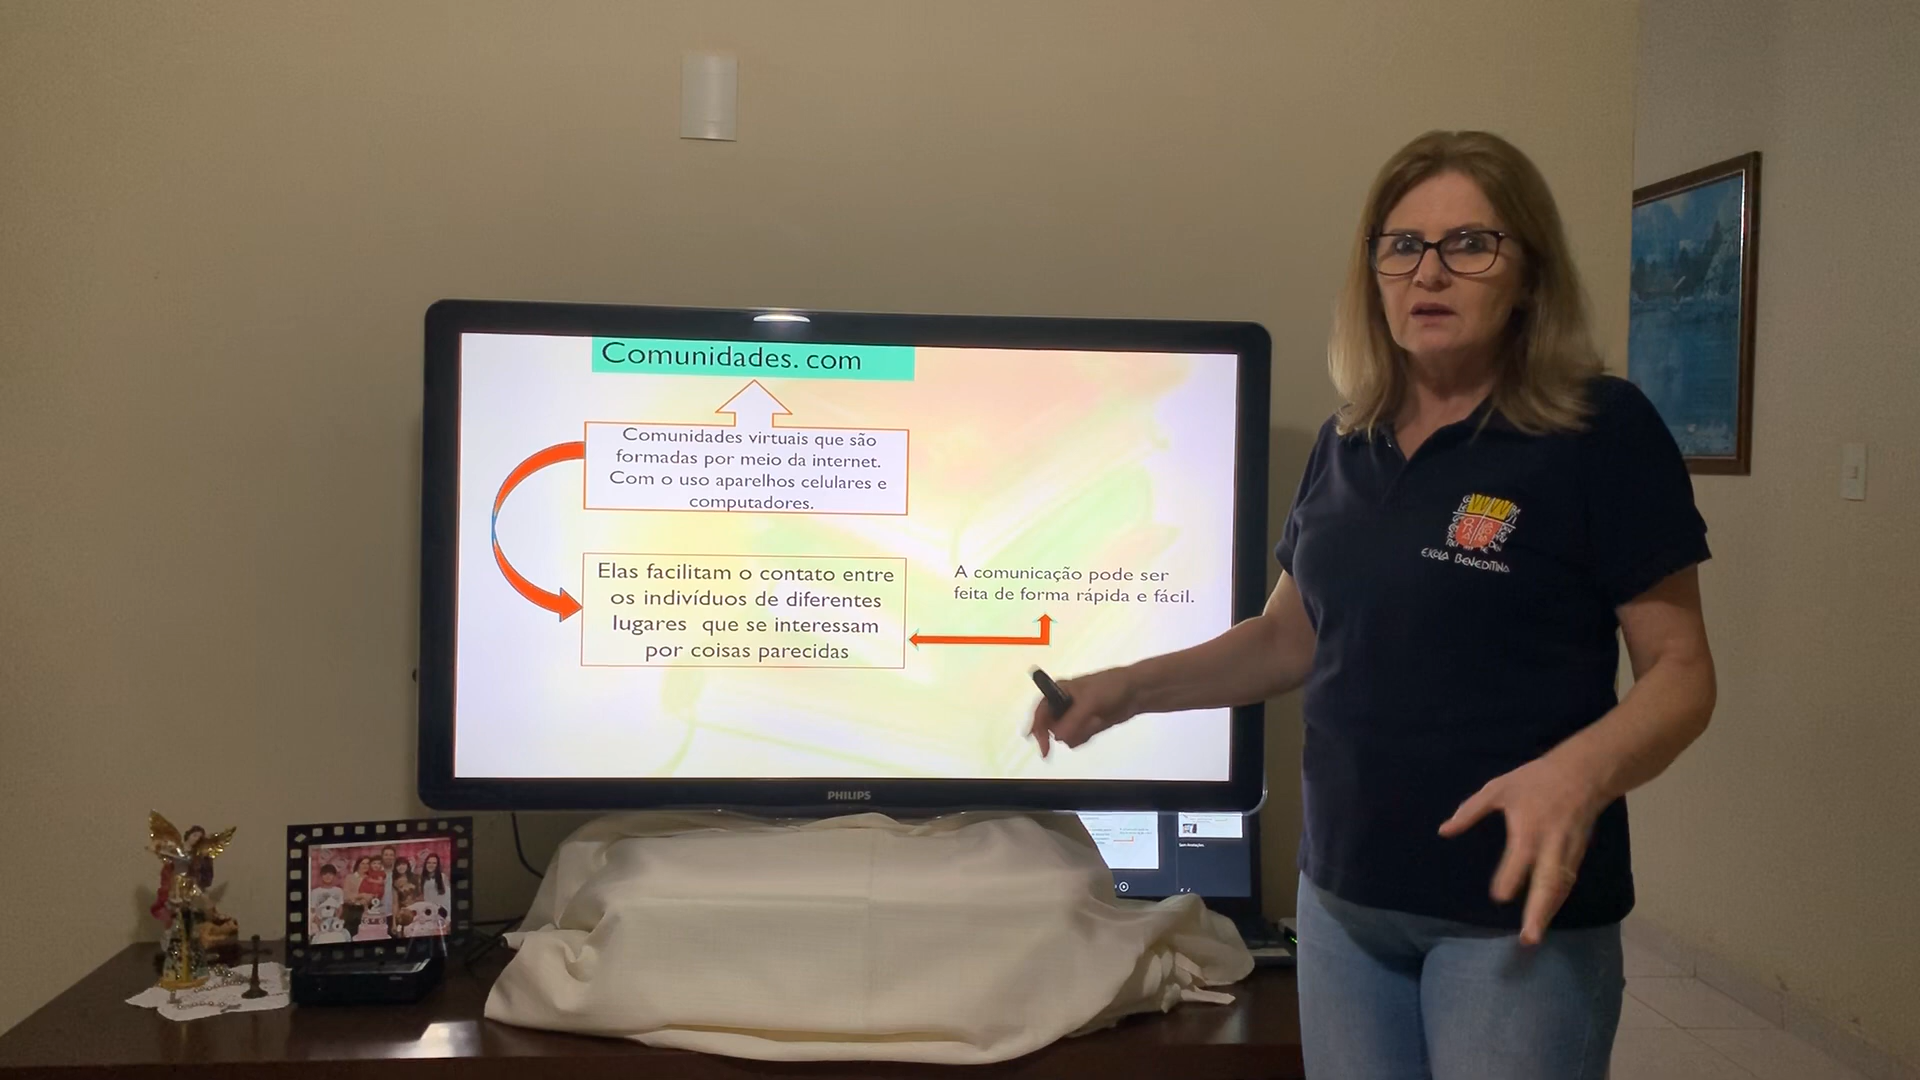 Comunidades. com
Comunidades virtuais que são
formadas por meio da internet.
Com o uso aparelhos celulares e
computadores.
Elas facilitam o contato entre
os indivíduos de diferentes
lugares que se interessam
por coisas parecidas
A comunicação pode ser
feita de forma rápida e fácil.
PHILIPS
ESCOLA BENEDITINA